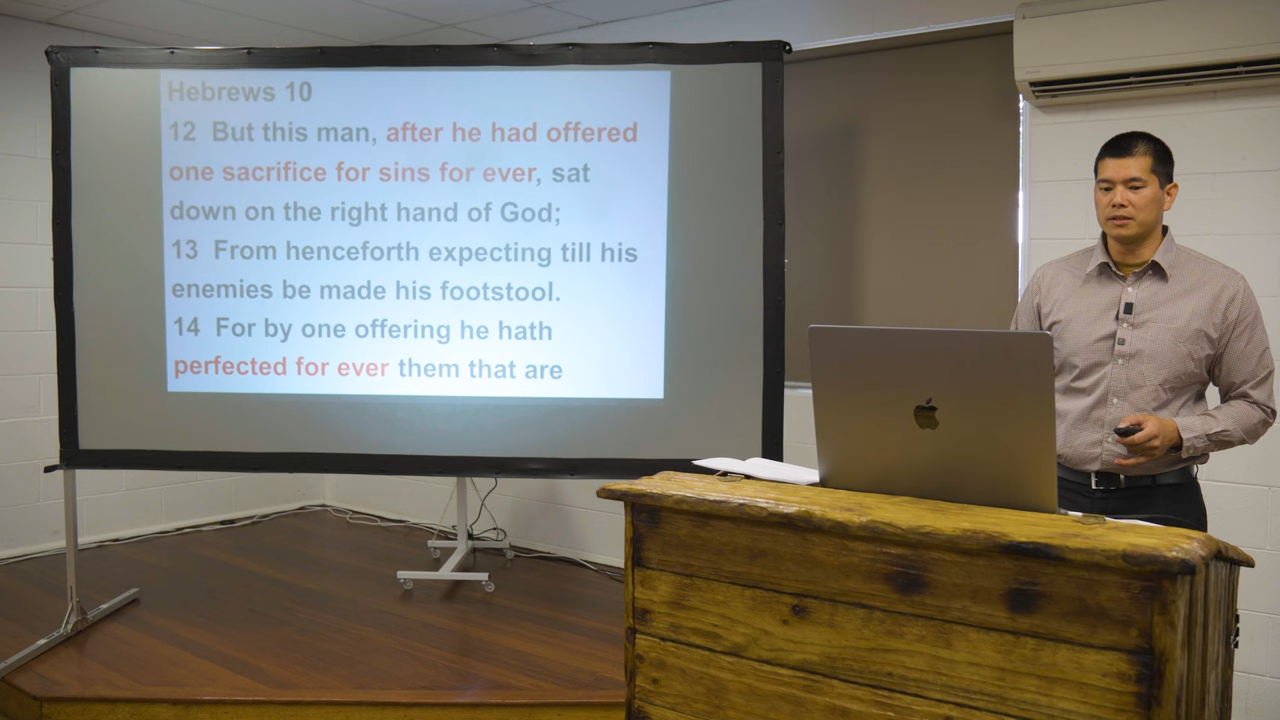 Hebrews 10
12 But this man, after he had offered
one sacrifice for sins for ever, sat
down on the right hand of God;
13 From henceforth expecting till his
enemies be made his footstool.
14 For by one offering he hath
perfected for ever them that are